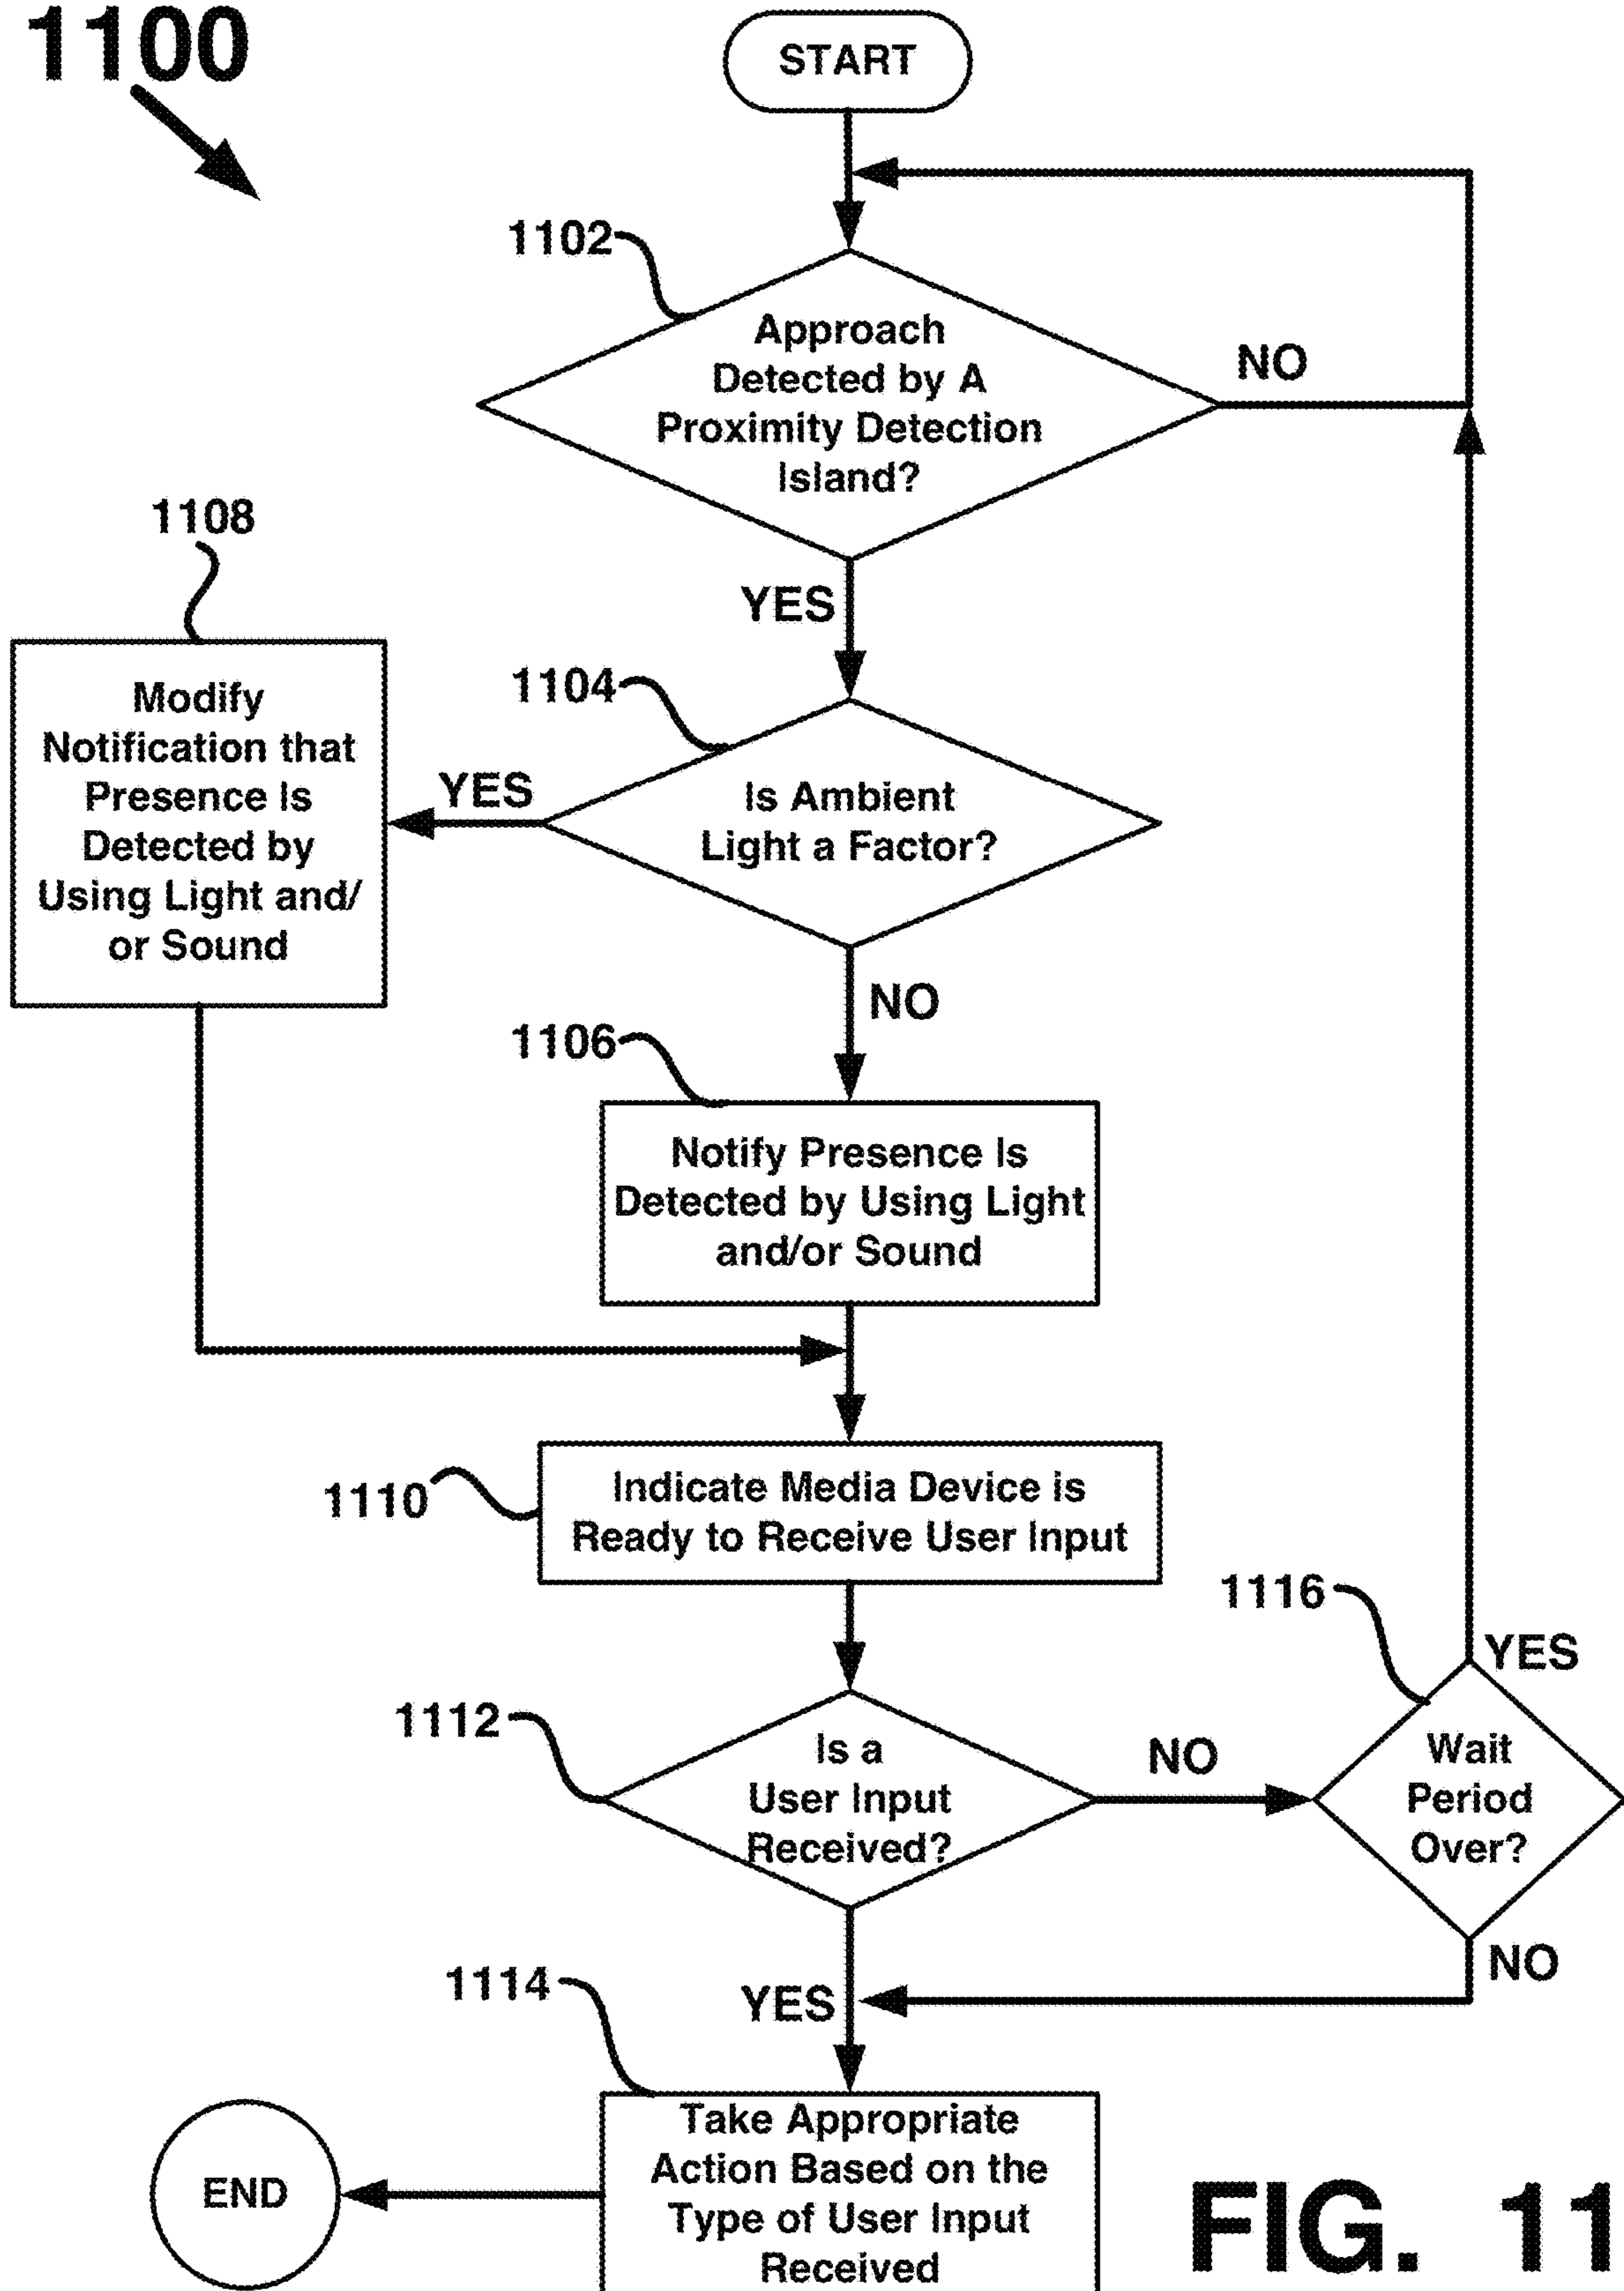 1100
START
1102
Approach
Detected by A
Proximity Detection
Island?
NO
YES
1108
Modify
Notification that
Presence Is
Detected by
Using Light and/
or Sound
1104
YES
Is Ambient
Light a Factor?
NO
1106
Notify Presence Is
Detected by Using Light
and/or Sound
1110
Indicate Media Device is
Ready to Receive User Input
1116
YES
1112
Is a
User Input
Received?
NO
Wait
Period
Over?
NO
1114
YES
Take Appropriate
Action Based on the
Type of User Input
Received
END
FIG. 11